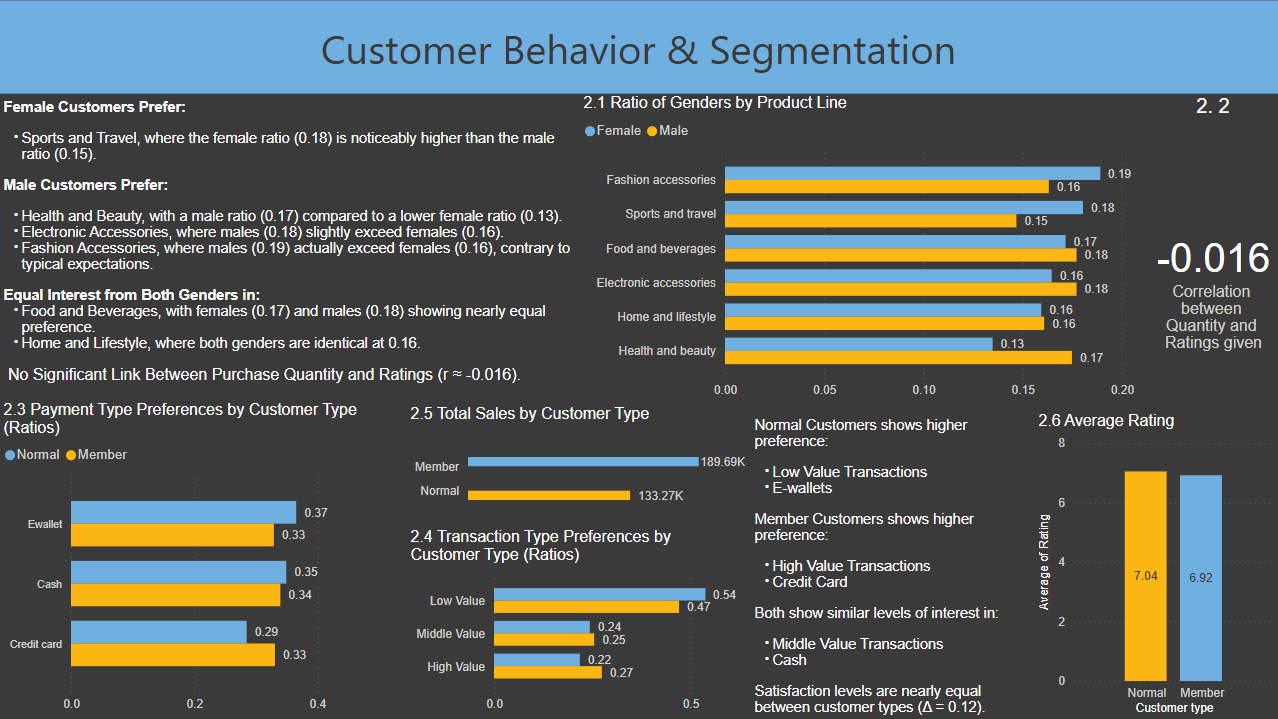 Customer Behavior & Segmentation
Female Customers Prefer:
• Sports and Travel, where the female ratio (0.18) is noticeably higher than the male
ratio (0.15).
Male Customers Prefer:
• Health and Beauty, with a male ratio (0.17) compared to a lower female ratio (0.13).
• Electronic Accessories, where males (0.18) slightly exceed females (0.16).
• Fashion Accessories, where males (0.19) actually exceed females (0.16), contrary to
typical expectations.
Equal Interest from Both Genders in:
• Food and Beverages, with females (0.17) and males (0.18) showing nearly equal
preference.
• Home and Lifestyle, where both genders are identical at 0.16.
No Significant Link Between Purchase Quantity and Ratings (r ≈ -0.016).
2.1 Ratio of Genders by Product Line
Female Male
Fashion accessories 0.19
0.16
Sports and travel 0.18
0.15
Food and beverages 0.17
0.18
Electronic accessories 0.16
0.18
Home and lifestyle 0.16
0.16
Health and beauty 0.13
0.17
0.00 0.05 0.10 0.15 0.20
2. 2
-0.016
Correlation
between
Quantity and
Ratings given
2.3 Payment Type Preferences by Customer Type
(Ratios)
Normal Member
Ewallet 0.37
0.33
Cash 0.35
0.34
Credit card 0.29
0.33
0.0 0.2 0.4
2.5 Total Sales by Customer Type
Member 189.69K
Normal 133.27K
2.4 Transaction Type Preferences by
Customer Type (Ratios)
Low Value 0.54
0.47
Middle Value 0.24
0.25
High Value 0.22
0.27
0.0 0.5
Normal Customers shows higher
preference:
• Low Value Transactions
• E-wallets
Member Customers shows higher
preference:
• High Value Transactions
• Credit Card
Both show similar levels of interest in:
• Middle Value Transactions
• Cash
Satisfaction levels are nearly equal
between customer types (Δ = 0.12).
2.6 Average Rating
Average of Rating
8
6
4
2
0
7.04 6.92
Normal Member
Customer type